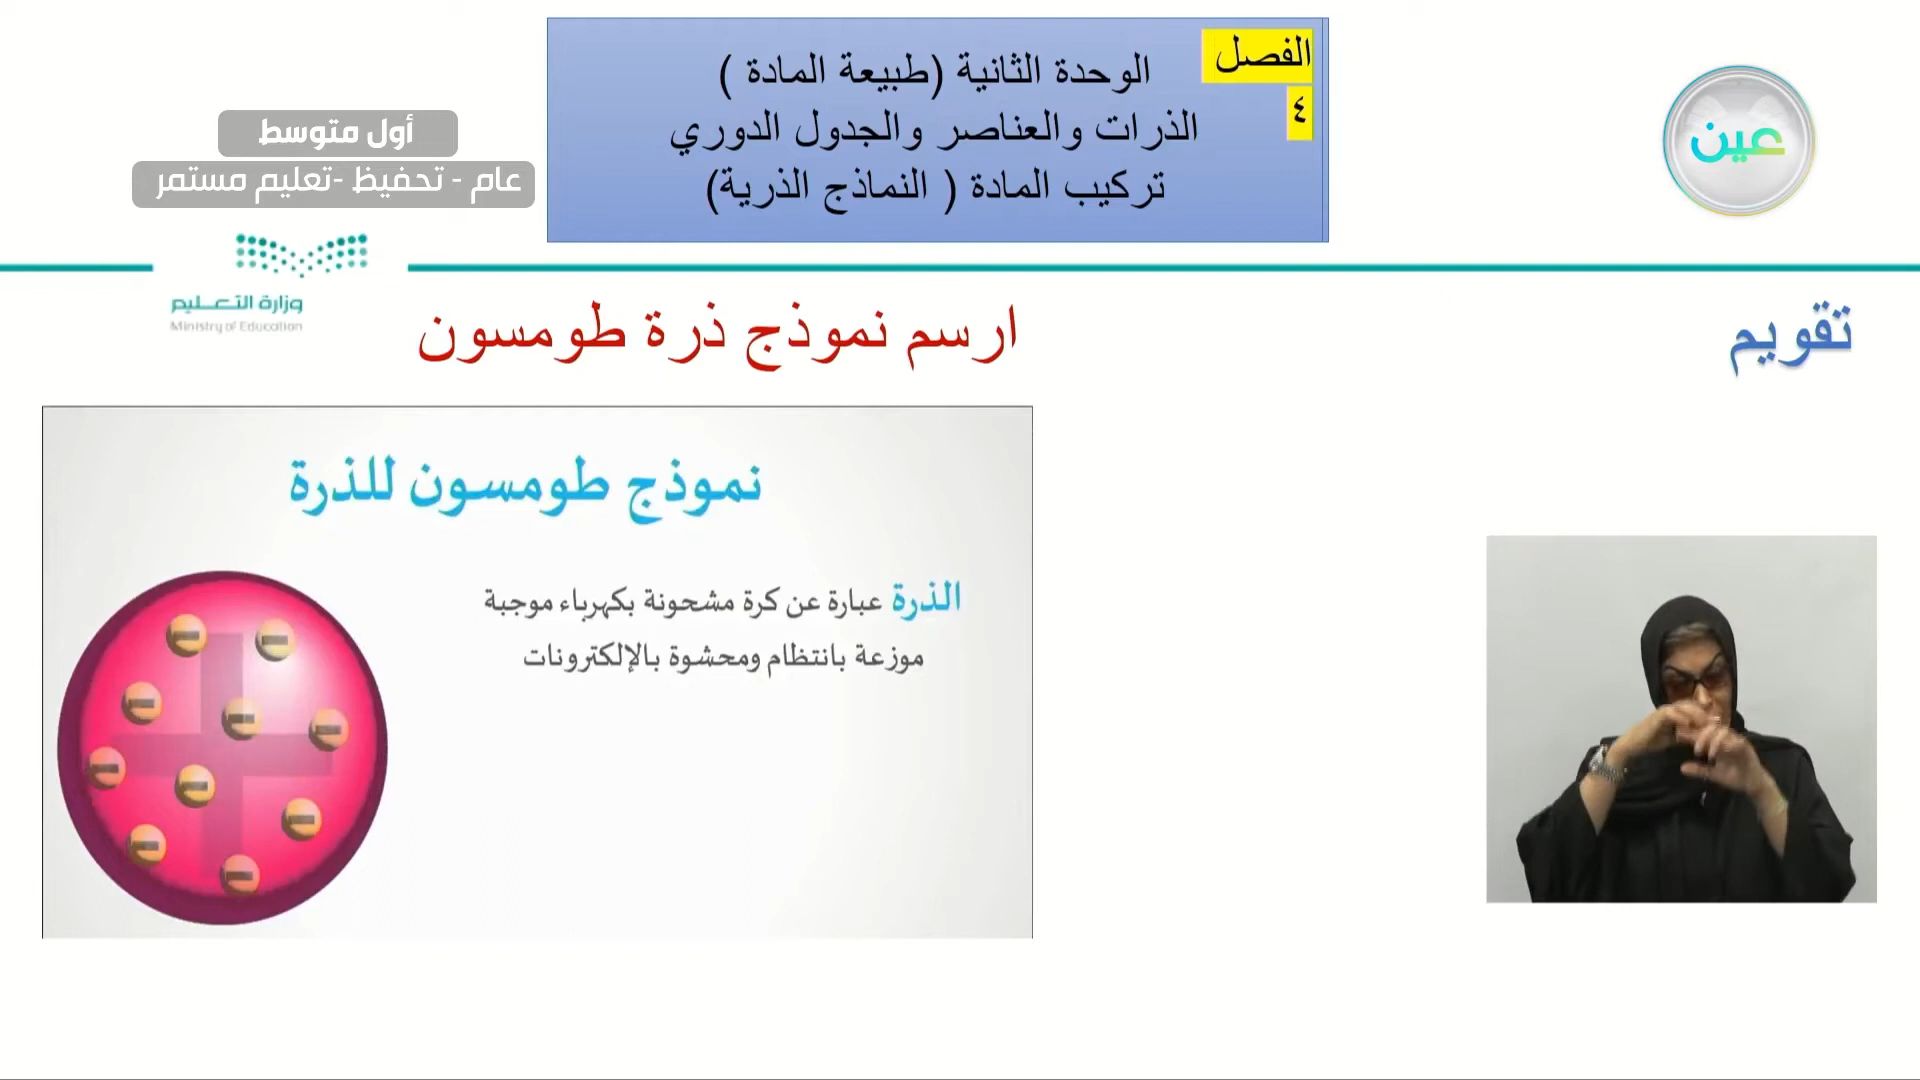 الفصل
٤
الوحدة الثانية (طبيعة المادة )
الذرات والعناصر والجدول الدوري
تركيب المادة ( النماذج الذرية)
عين
أول متوسط
عام - تحفيظ -تعليم مستمر
وزارة التعليم
Ministry of Education
تقويم
ارسم نموذج ذرة طومسون
نموذج طومسون للذرة
الذرة عبارة عن كرة مشحونة بكهرباء موجبة
موزعة بانتظام ومحشوة بالإلكترونات